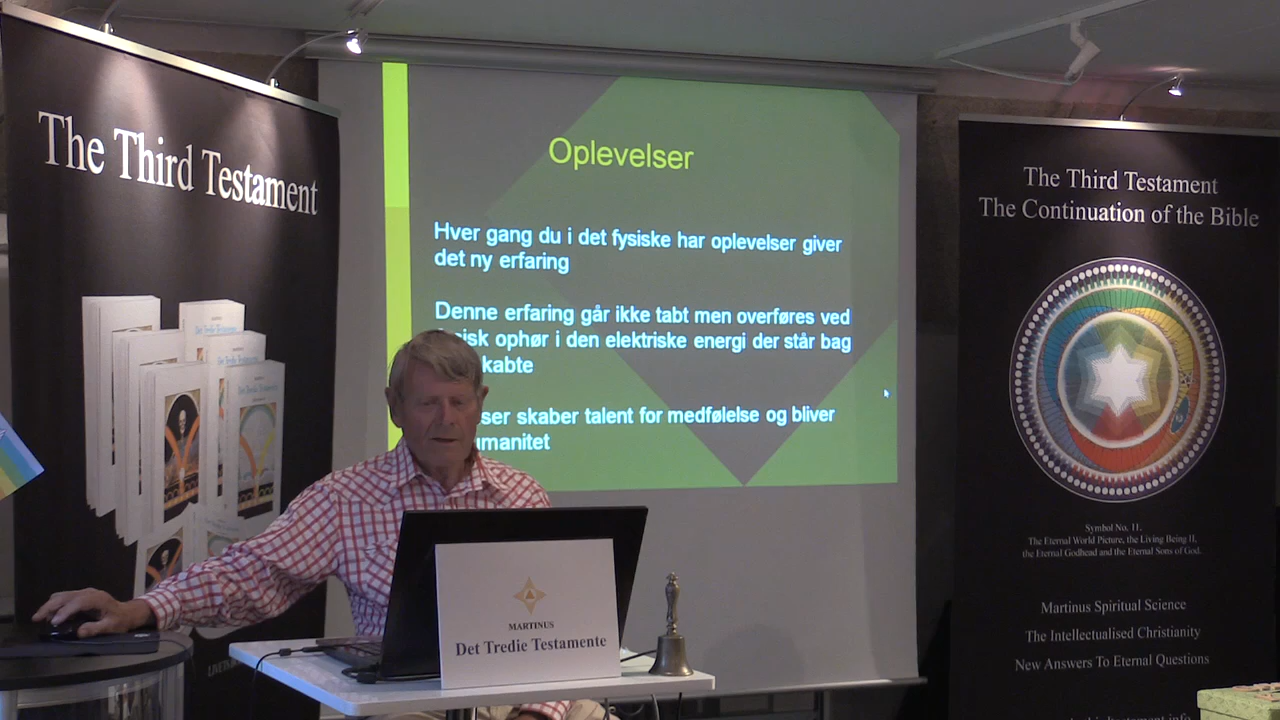 The Third Testament
Oplevelser
Hver gang du i det fysiske har oplevelser giver
det ny erfaring
Denne erfaring går ikke tabt men overføres ved
ophør i den elektriske energi der står bag
skaber talent for medfølelse og bliver
MARTINUS
Det Tredie Testamente
The Third Testament
The Continuation of the Bible
Symbol No. 11.
The Eternal World Picture, the Living Being II,
the Eternal Godhead and the Eternal Sons of God.
Martinus Spiritual Science
The Intellectualised Christianity
New Answers To Eternal Questions